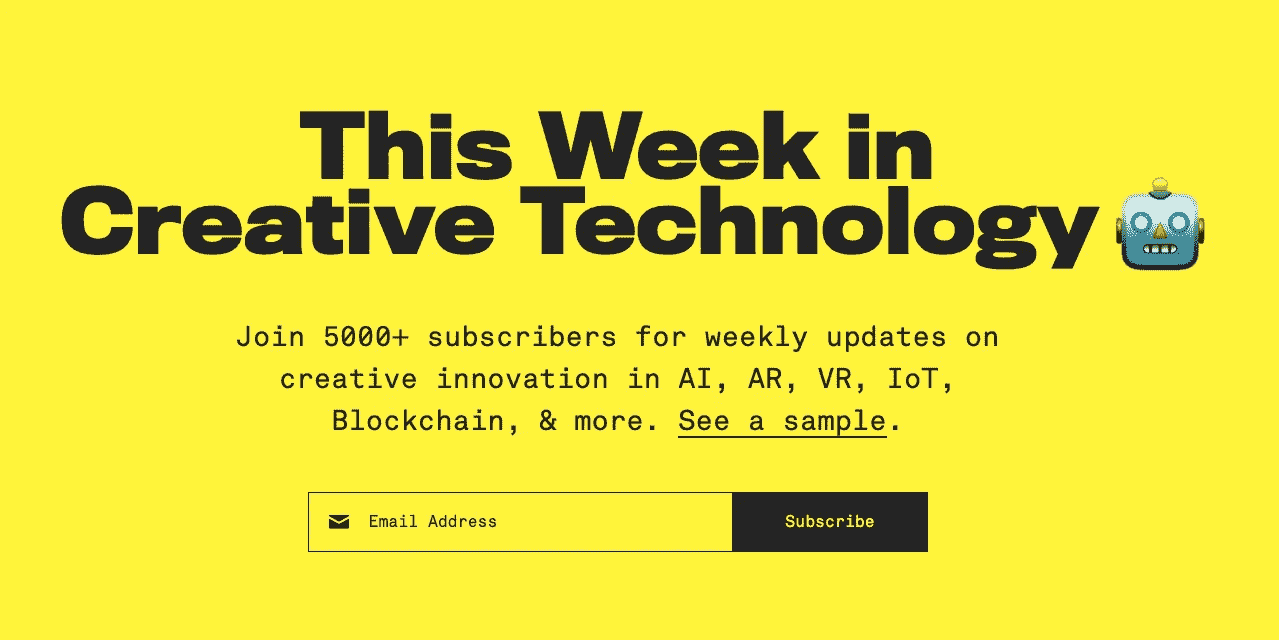 This Week in
Creative Technology
Join 5000+ subscribers for weekly updates on
creative innovation in AI, AR, VR, IoT,
Blockchain, & more. See a sample.
Email Address
Subscribe